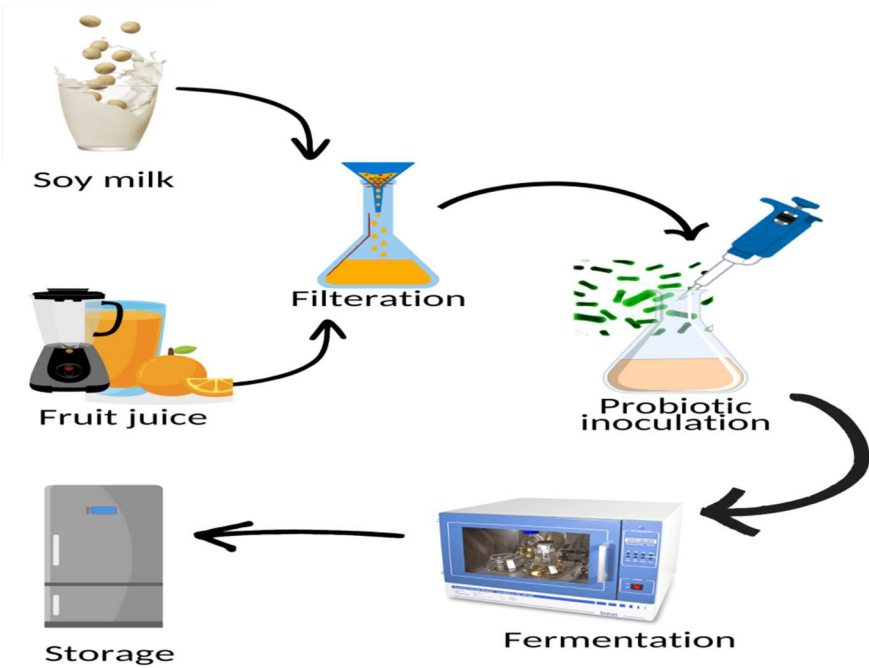 Soy milk
Filteration
Fruit juice
Probiotic
inoculation
Fermentation
Storage